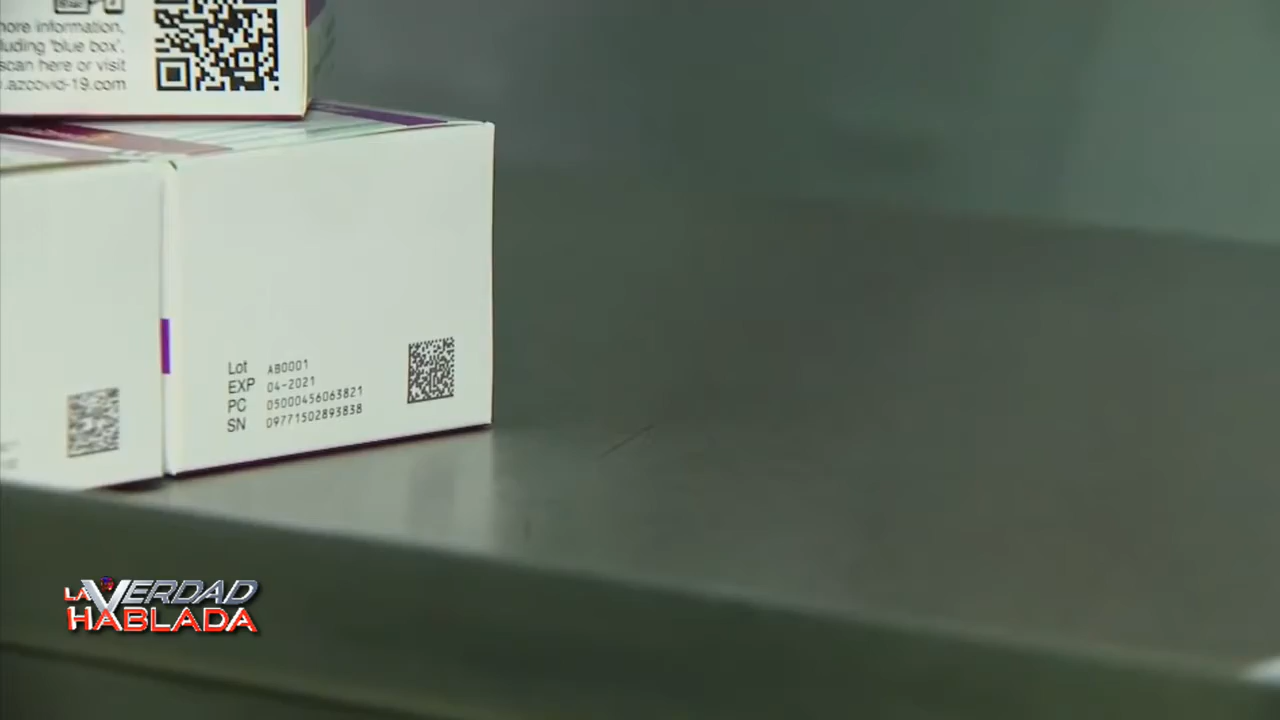 more information,
luding 'blue box',
scan here or visit
.azcovid-19.com
Lot AB0001
EXP 04-2021
PC 05000456063821
SN 09771502893838
LA VERDAD
HABLADA